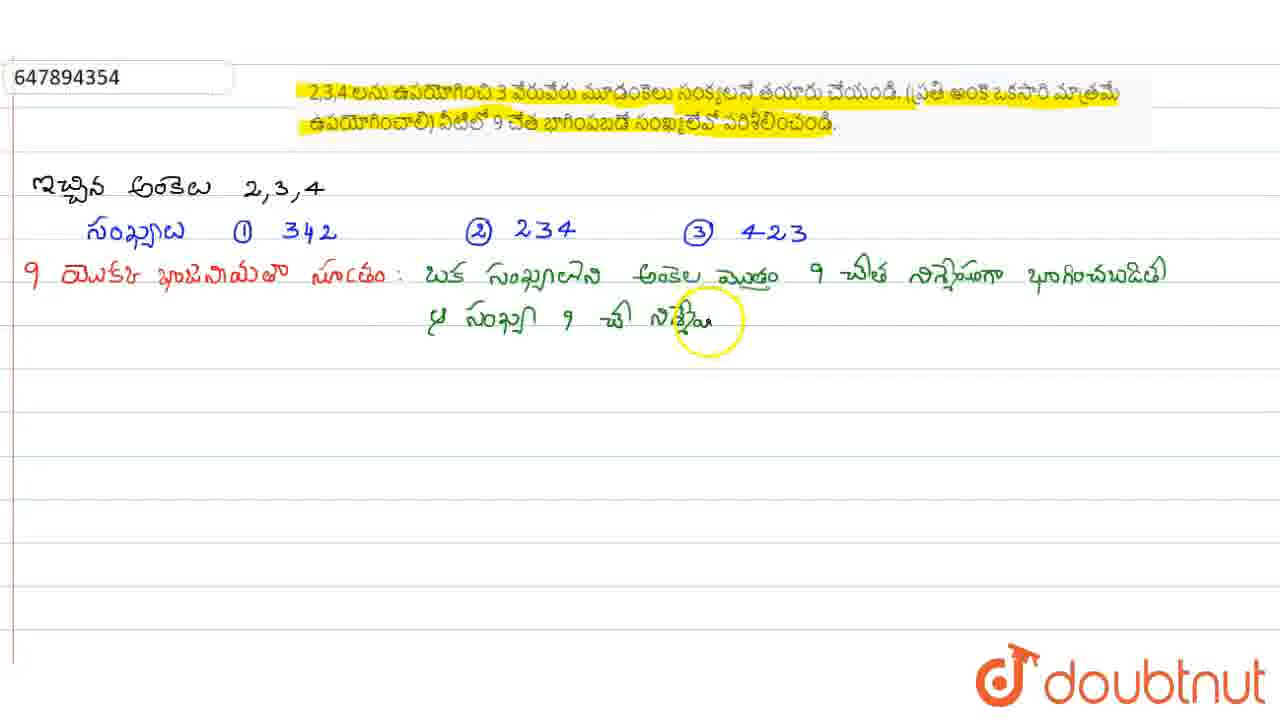 647894354
2,3,4 లను ఉపయోగించి 3 వేరువేరు మూడంకెలు సంక్యలనే తయారు చేయండి. (ప్రతి అంకె ఒకసారి మాత్రమే
ఉపయోగించాలి) వీటిలో 9 చేత భాగింపబడే సంఖ్యలేవో పరిశీలించండి.
ఇచ్చిన అంకెలు 2,3,4
సంఖ్యలు ① 342 ② 234 ③ 423
9 యొక్క భాజనీయతా సూత్రం : ఒక సంఖ్యలోని అంకెల మొత్తం 9 చేత నిశ్శేషంగా భాగించబడితే
ఆ సంఖ్య 9 చే నిశ్శేష
doubtnut